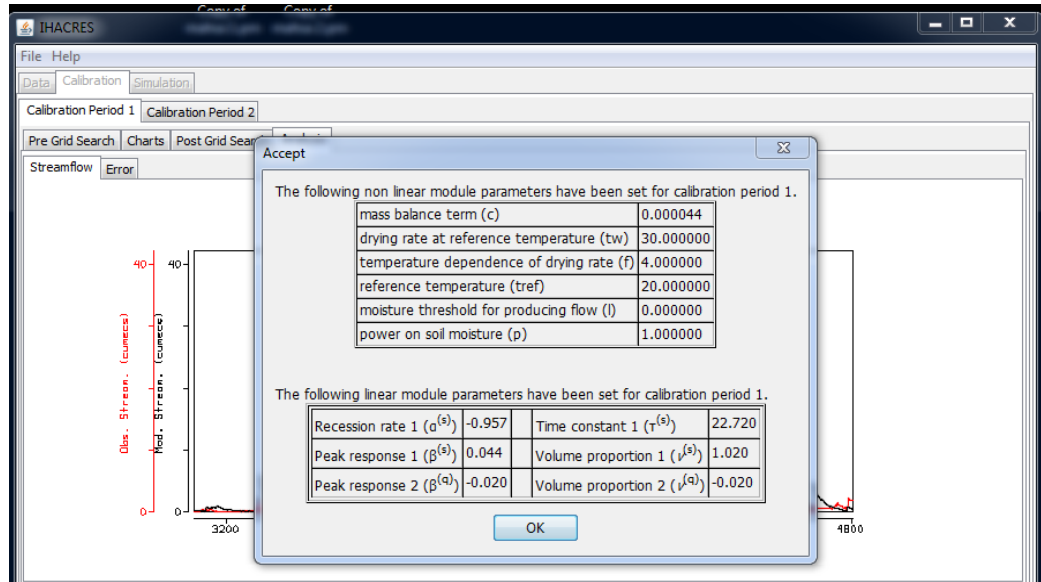 Copy of Copy of
IHACRES
File Help
Data Calibration Simulation
Calibration Period 1 Calibration Period 2
Pre Grid Search Charts Post Grid Sear
Streamflow Error
Accept
The following non linear module parameters have been set for calibration period 1.
mass balance term (c) 0.000044
drying rate at reference temperature (tw) 30.000000
temperature dependence of drying rate (f) 4.000000
reference temperature (tref) 20.000000
moisture threshold for producing flow (l) 0.000000
power on soil moisture (p) 1.000000
The following linear module parameters have been set for calibration period 1.
Recession rate 1 (α(s)) -0.957 Time constant 1 (τ(s)) 22.720
Peak response 1 (β(s)) 0.044 Volume proportion 1 (ν(s)) 1.020
Peak response 2 (β(q)) -0.020 Volume proportion 2 (ν(q)) -0.020
OK
40 40
Obs. Stream. (cumecs)
Mod. Stream. (cumecs)
0 0
3200 4800